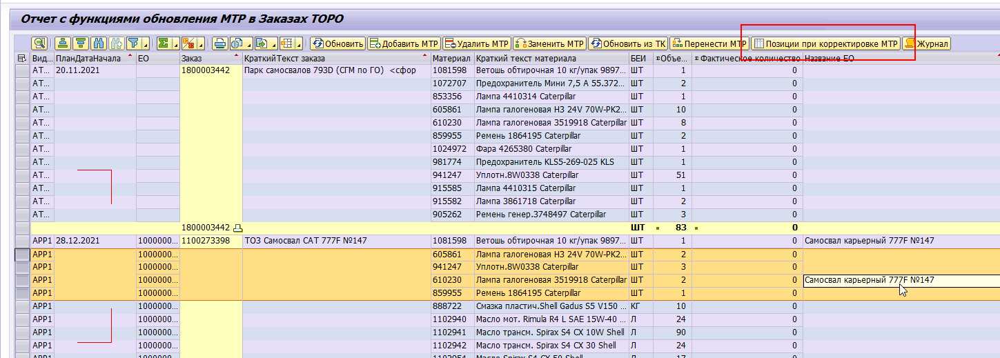 Отчет с функциями обновления МТР в Заказах ТОРО
Обновить Добавить МТР Удалить МТР Заменить МТР Обновить из ТК Перенести МТР Позиции при корректировке МТР Журнал
Вид... ПланДатаНачала ЕО Заказ КраткийТекст заказа Материал Краткий текст материала БЕИ Объе... Фактическое количество Название ЕО
АТ... 20.11.2021 1800003442 Парк самосвалов 793D (СГМ по ГО) <сфор 1081598 Ветошь обтирочная 10 кг/упак 9897... ШТ 1 0
АТ... 1072707 Предохранитель Мини 7,5 А 55.372... ШТ 2 0
АТ... 853356 Лампа 4410314 Caterpillar ШТ 1 0
АТ... 605861 Лампа галогеновая H3 24V 70W-PK2... ШТ 10 0
АТ... 610230 Лампа галогеновая 3519918 Caterpillar ШТ 8 0
АТ... 859955 Ремень 1864195 Caterpillar ШТ 2 0
АТ... 1024972 Фара 4265380 Caterpillar ШТ 1 0
АТ... 981774 Предохранитель KLS5-269-025 KLS ШТ 1 0
АТ... 941247 Уплотн.8W0338 Caterpillar ШТ 51 0
АТ... 915585 Лампа 4410315 Caterpillar ШТ 1 0
АТ... 915582 Лампа 3861718 Caterpillar ШТ 2 0
АТ... 905262 Ремень генер.3748497 Caterpillar ШТ 3 0
1800003442 ШТ 83 0
АРР1 28.12.2021 1000000... 1100273398 ТО3 Самосвал CAT 777F №147 1081598 Ветошь обтирочная 10 кг/упак 9897... ШТ 1 0 Самосвал карьерный 777F №147
АРР1 1000000... 605861 Лампа галогеновая H3 24V 70W-PK2... ШТ 2 0
АРР1 1000000... 941247 Уплотн.8W0338 Caterpillar ШТ 3 0
АРР1 1000000... 610230 Лампа галогеновая 3519918 Caterpillar ШТ 2 0 Самосвал карьерный 777F №147
АРР1 1000000... 859955 Ремень 1864195 Caterpillar ШТ 1 0
АРР1 1000000... 888722 Смазка пластич.Shell Gadus S5 V150 ... КГ 10 0
АРР1 1000000... 1102940 Масло мот. Rimula R4 L SAE 15W-40 ... Л 24 0
АРР1 1000000... 1102941 Масло трансм. Spirax S4 CX 10W Shell Л 90 0
АРР1 1000000... 1102942 Масло трансм. Spirax S4 CX 30 Shell Л 24 0